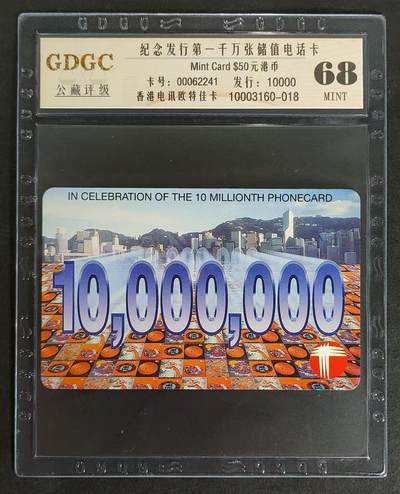 GDGC
公藏评级
纪念发行第一千万张储值电话卡
Mint Card $50元港币
卡号：00062241 发行：10000
香港电讯欧特佳卡 10003160-018
68
MINT
IN CELEBRATION OF THE 10 MILLIONTH PHONECARD
10,000,000